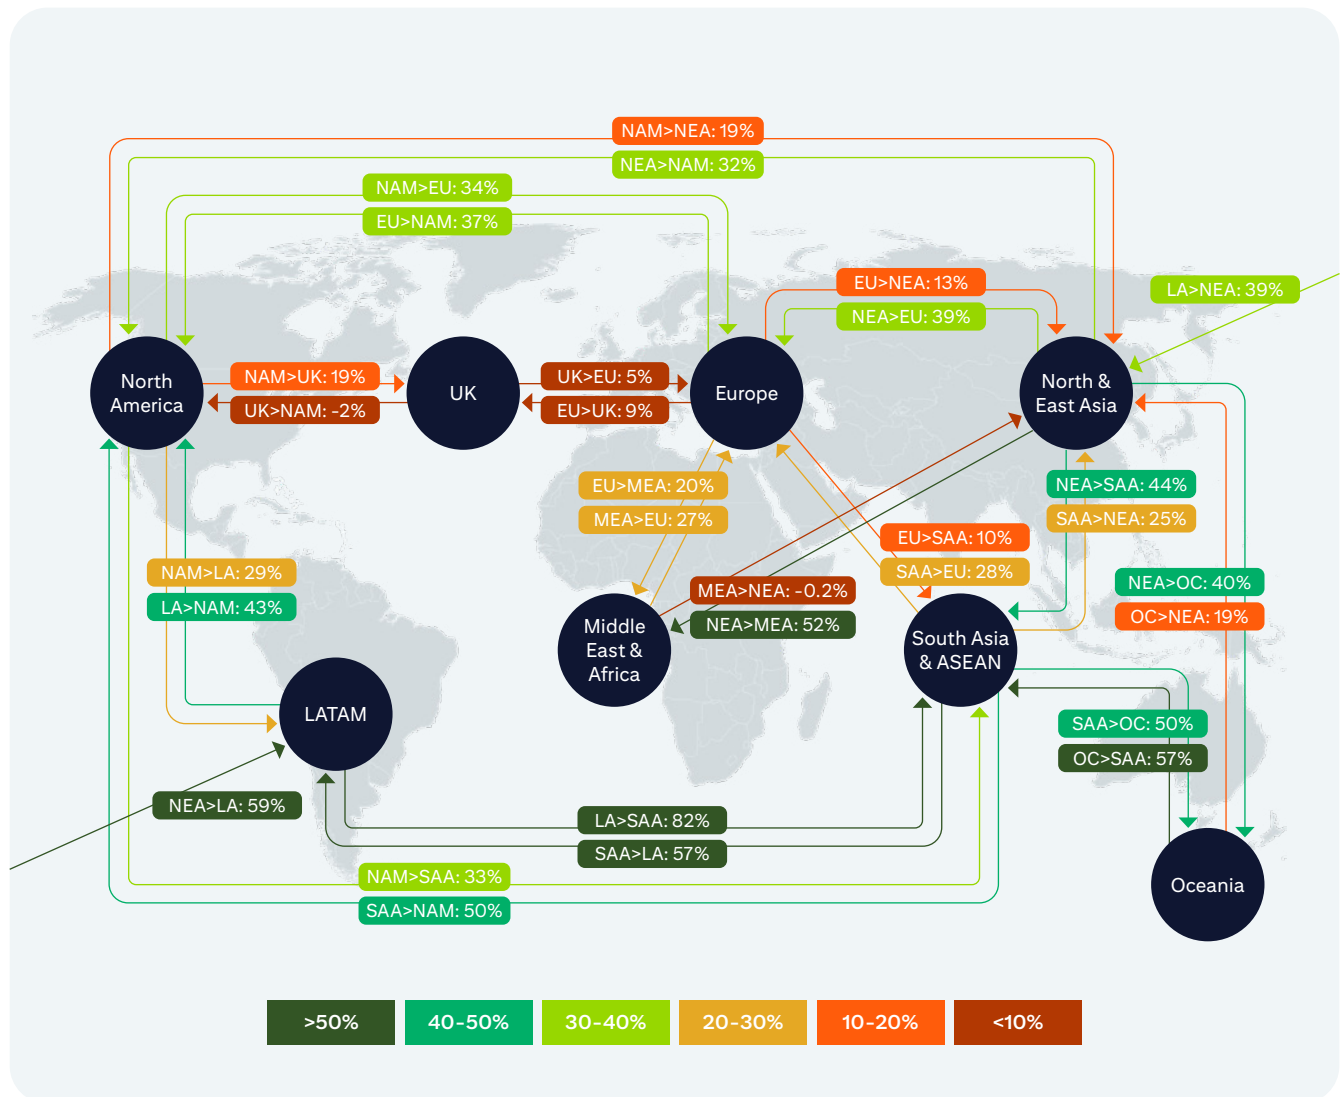 NAM>NEA: 19%
NEA>NAM: 32%
NAM>EU: 34%
EU>NAM: 37%
EU>NEA: 13%
NEA>EU: 39%
LA>NEA: 39%
North
America
NAM>UK: 19%
UK>NAM: -2%
UK
UK>EU: 5%
EU>UK: 9%
Europe
North &
East Asia
EU>MEA: 20%
MEA>EU: 27%
NEA>SAA: 44%
SAA>NEA: 25%
EU>SAA: 10%
SAA>EU: 28%
NAM>LA: 29%
LA>NAM: 43%
MEA>NEA: -0.2%
NEA>MEA: 52%
NEA>OC: 40%
OC>NEA: 19%
Middle
East &
Africa
South Asia
& ASEAN
LATAM
SAA>OC: 50%
OC>SAA: 57%
NEA>LA: 59%
LA>SAA: 82%
SAA>LA: 57%
NAM>SAA: 33%
SAA>NAM: 50%
Oceania
>50%
40-50%
30-40%
20-30%
10-20%
<10%